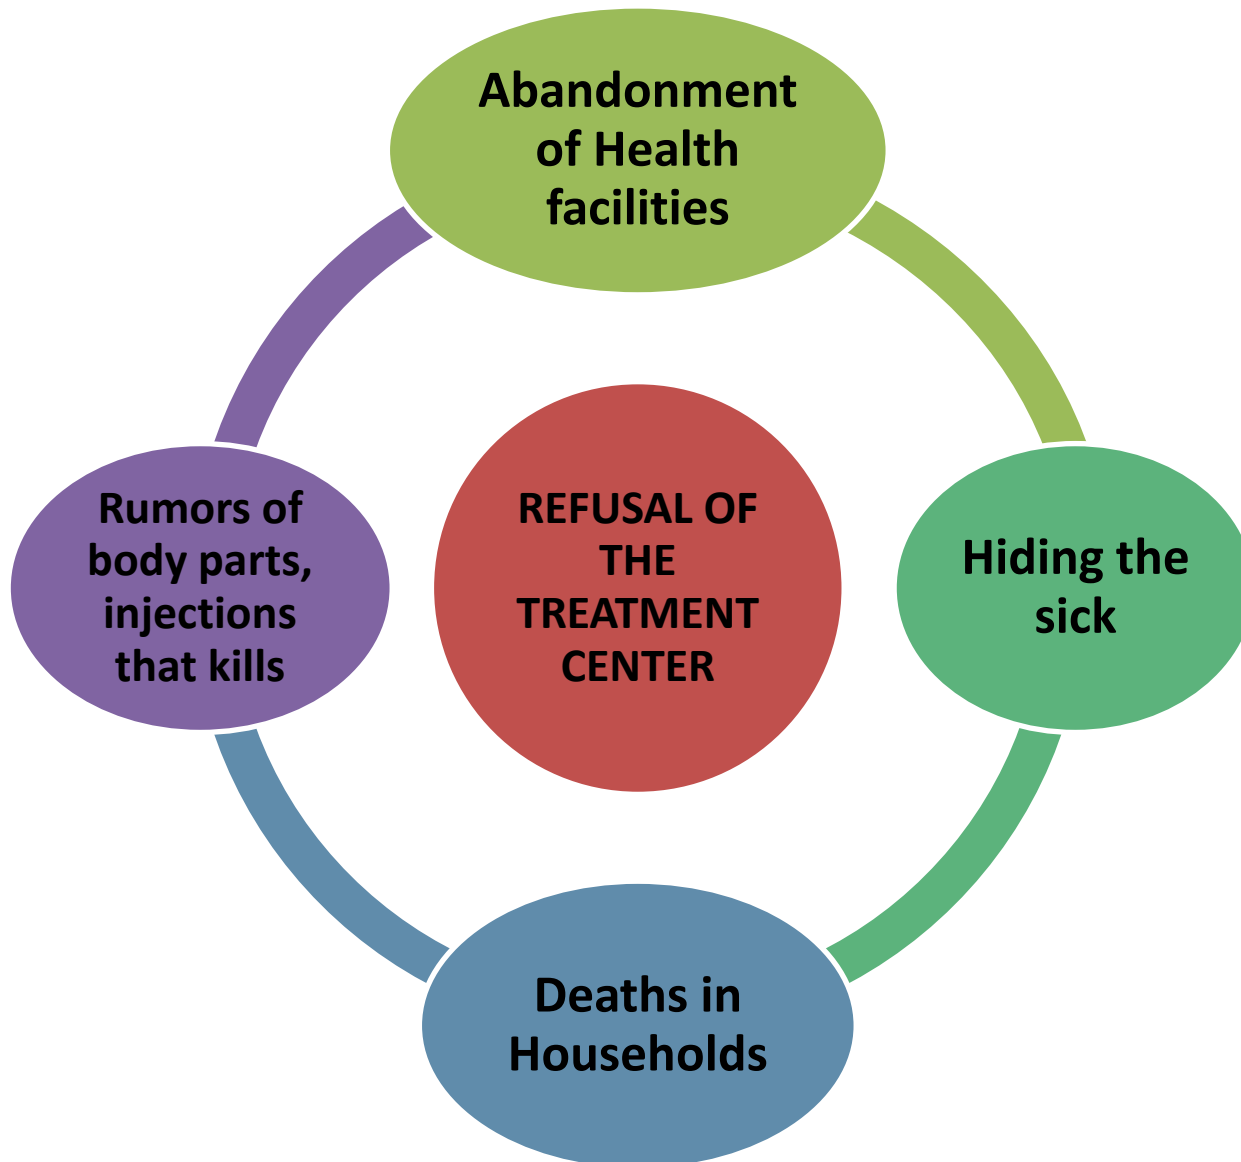 Abandonment
of Health
facilities
Rumors of
body parts,
injections
that kills
REFUSAL OF
THE
TREATMENT
CENTER
Hiding the
sick
Deaths in
Households